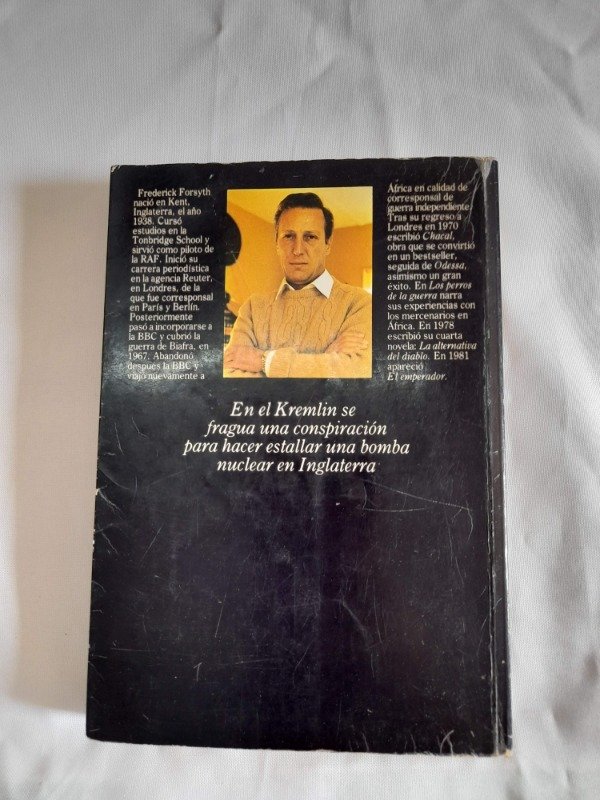 Frederick Forsyth
nació en Kent,
Inglaterra, el año
1938. Cursó
estudios en la
Tonbridge School y
sirvió como piloto de
la RAF. Inició su
carrera periodística
en la agencia Reuter,
en Londres, de la
que fue corresponsal
en París y Berlín.
Posteriormente
pasó a incorporarse a
la BBC y cubrió la
guerra de Biafra, en
1967. Abandonó
después la BBC y
viajó nuevamente a
África en calidad de
corresponsal de
guerra independiente.
Tras su regreso a
Londres en 1970
escribió Chacal,
obra que se convirtió
en un bestseller,
seguida de Odessa,
asimismo un gran
éxito. En Los perros
de la guerra narra
sus experiencias con
los mercenarios en
África. En 1978
escribió su cuarta
novela: La alternativa
del diablo. En 1981
apareció
El emperador.
En el Kremlin se
fragua una conspiración
para hacer estallar una bomba
nuclear en Inglaterra